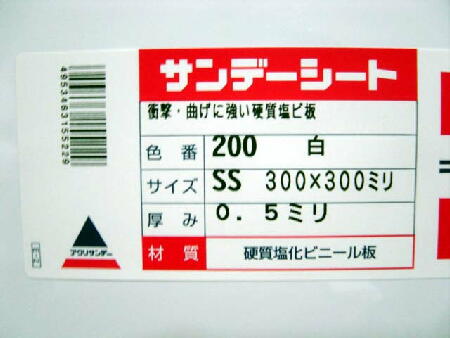 サンデーシート
衝撃・曲げに強い硬質塩ビ板
色番 200 白
サイズ SS 300×300ミリ
厚み 0.5ミリ
材質 硬質塩化ビニール板
4953463155229
アクリサンデー